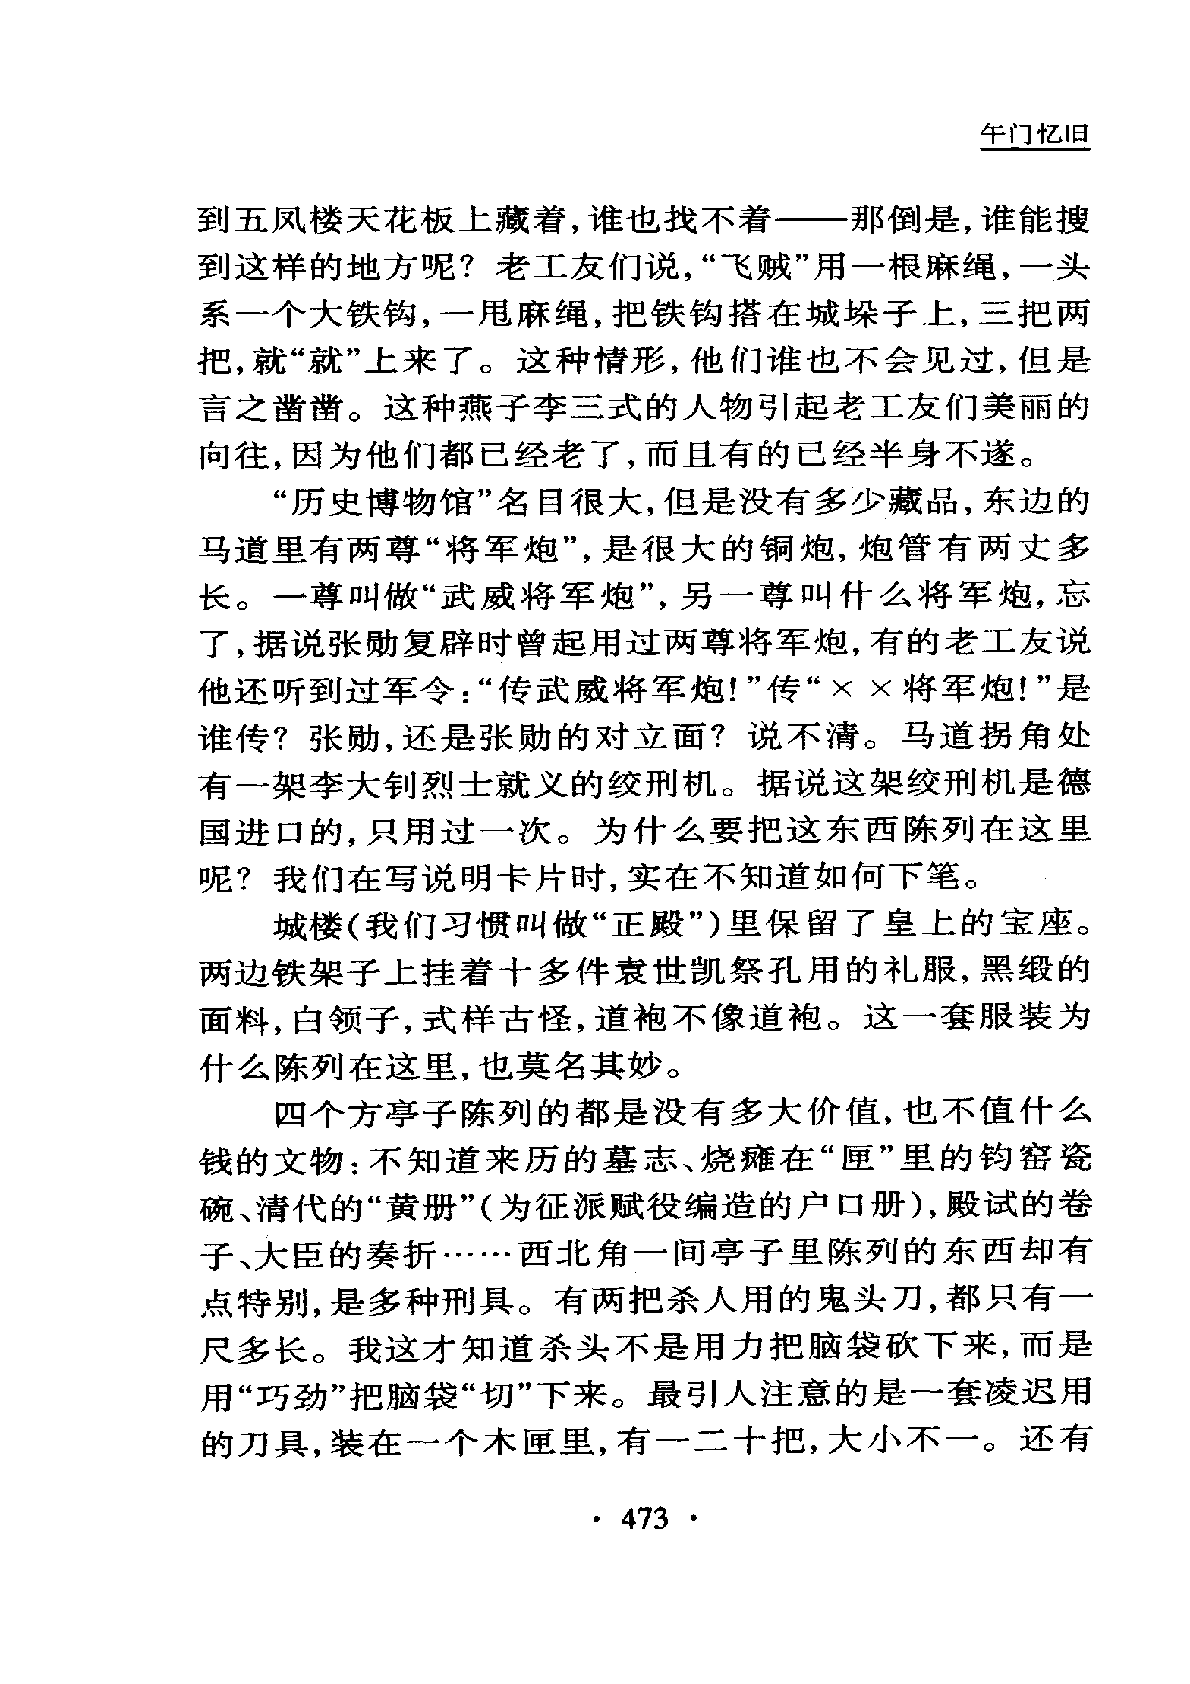 午门忆旧
到五凤楼天花板上藏着,谁也找不着——那倒是,谁能搜
到这样的地方呢？老工友们说,“飞贼”用一根麻绳,一头
系一个大铁钩,一甩麻绳,把铁钩搭在城垛子上,三把两
把,就“就”上来了。这种情形,他们谁也不会见过,但是
言之凿凿。这种燕子李三式的人物引起老工友们美丽的
向往,因为他们都已经老了,而且有的已经半身不遂。
“历史博物馆”名目很大,但是没有多少藏品,东边的
马道里有两尊“将军炮”,是很大的铜炮,炮管有两丈多
长。一尊叫做“武威将军炮”,另一尊叫什么将军炮,忘
了,据说张勋复辟时曾起用过两尊将军炮,有的老工友说
他还听到过军令:“传武威将军炮!”传“××将军炮!”是
谁传？张勋,还是张勋的对立面？说不清。马道拐角处
有一架李大钊烈士就义的绞刑机。据说这架绞刑机是德
国进口的,只用过一次。为什么要把这东西陈列在这里
呢？我们在写说明卡片时,实在不知道如何下笔。
城楼(我们习惯叫做“正殿”)里保留了皇上的宝座。
两边铁架子上挂着十多件袁世凯祭孔用的礼服,黑缎的
面料,白领子,式样古怪,道袍不像道袍。这一套服装为
什么陈列在这里,也莫名其妙。
四个方亭子陈列的都是没有多大价值,也不值什么
钱的文物:不知道来历的墓志、烧瘫在“匣”里的钧窑瓷
碗、清代的“黄册”(为征派赋役编造的户口册),殿试的卷
子、大臣的奏折……西北角一间亭子里陈列的东西却有
点特别,是多种刑具。有两把杀人用的鬼头刀,都只有一
尺多长。我这才知道杀头不是用力把脑袋砍下来,而是
用“巧劲”把脑袋“切”下来。最引人注意的是一套凌迟用
的刀具,装在一个木匣里,有一二十把,大小不一。还有
· 473 ·